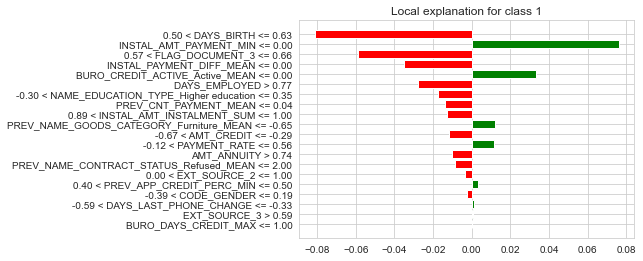 Local explanation for class 1
0.50 < DAYS_BIRTH <= 0.63
INSTAL_AMT_PAYMENT_MIN <= 0.00
0.57 < FLAG_DOCUMENT_3 <= 0.66
INSTAL_PAYMENT_DIFF_MEAN <= 0.00
BURO_CREDIT_ACTIVE_Active_MEAN <= 0.00
DAYS_EMPLOYED > 0.77
-0.30 < NAME_EDUCATION_TYPE_Higher education <= 0.35
PREV_CNT_PAYMENT_MEAN <= 0.04
0.89 < INSTAL_AMT_INSTALMENT_SUM <= 1.00
PREV_NAME_GOODS_CATEGORY_Furniture_MEAN <= -0.65
-0.67 < AMT_CREDIT <= -0.29
-0.12 < PAYMENT_RATE <= 0.56
AMT_ANNUITY > 0.74
PREV_NAME_CONTRACT_STATUS_Refused_MEAN <= 2.00
0.00 < EXT_SOURCE_2 <= 1.00
0.40 < PREV_APP_CREDIT_PERC_MIN <= 0.50
-0.39 < CODE_GENDER <= 0.19
-0.59 < DAYS_LAST_PHONE_CHANGE <= -0.33
EXT_SOURCE_3 > 0.59
BURO_DAYS_CREDIT_MAX <= 1.00
−0.08 −0.06 −0.04 −0.02 0.00 0.02 0.04 0.06 0.08